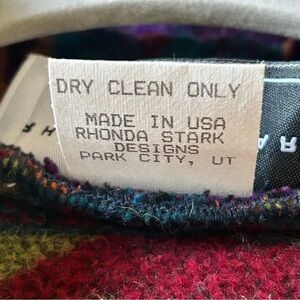 DRY CLEAN ONLY
MADE IN USA
RHONDA STARK
DESIGNS
PARK CITY, UT